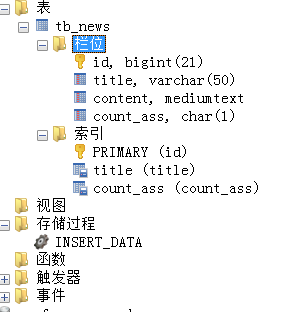 表
tb_news
栏位
id, bigint(21)
title, varchar(50)
content, mediumtext
count_ass, char(1)
索引
PRIMARY (id)
title (title)
count_ass (count_ass)
视图
存储过程
INSERT_DATA
函数
触发器
事件